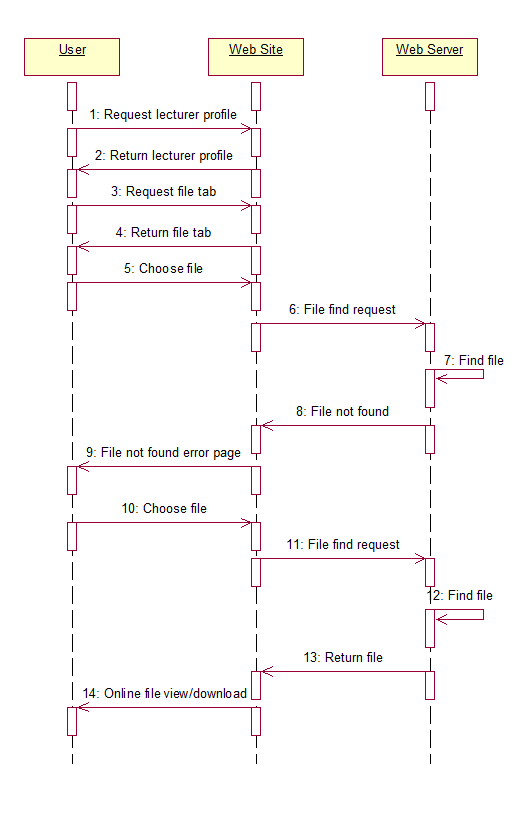 User
Web Site
Web Server
1: Request lecturer profile
2: Return lecturer profile
3: Request file tab
4: Return file tab
5: Choose file
6: File find request
7: Find file
8: File not found
9: File not found error page
10: Choose file
11: File find request
12: Find file
13: Return file
14: Online file view/download